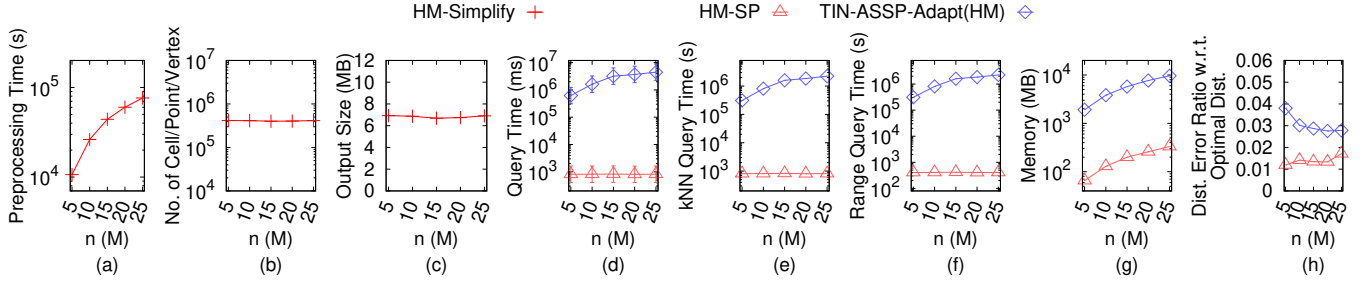 HM-Simplify HM-SP TIN-ASSP-Adapt(HM)
Preprocessing Time (s)
10^5
10^4
5 10 15 20 25
n (M)
(a)
No. of Cell/Point/Vertex
10^7
10^6
10^5
10^4
5 10 15 20 25
n (M)
(b)
Output Size (MB)
12
10
8
6
4
2
0
5 10 15 20 25
n (M)
(c)
Query Time (ms)
10^7
10^6
10^5
10^4
10^3
5 10 15 20 25
n (M)
(d)
kNN Query Time (s)
10^6
10^5
10^4
10^3
5 10 15 20 25
n (M)
(e)
Range Query Time (s)
10^6
10^5
10^4
10^3
10^2
5 10 15 20 25
n (M)
(f)
Memory (MB)
10^4
10^3
10^2
5 10 15 20 25
n (M)
(g)
Dist. Error Ratio w.r.t.
Optimal Dist.
0.06
0.05
0.04
0.03
0.02
0.01
0
5 10 15 20 25
n (M)
(h)